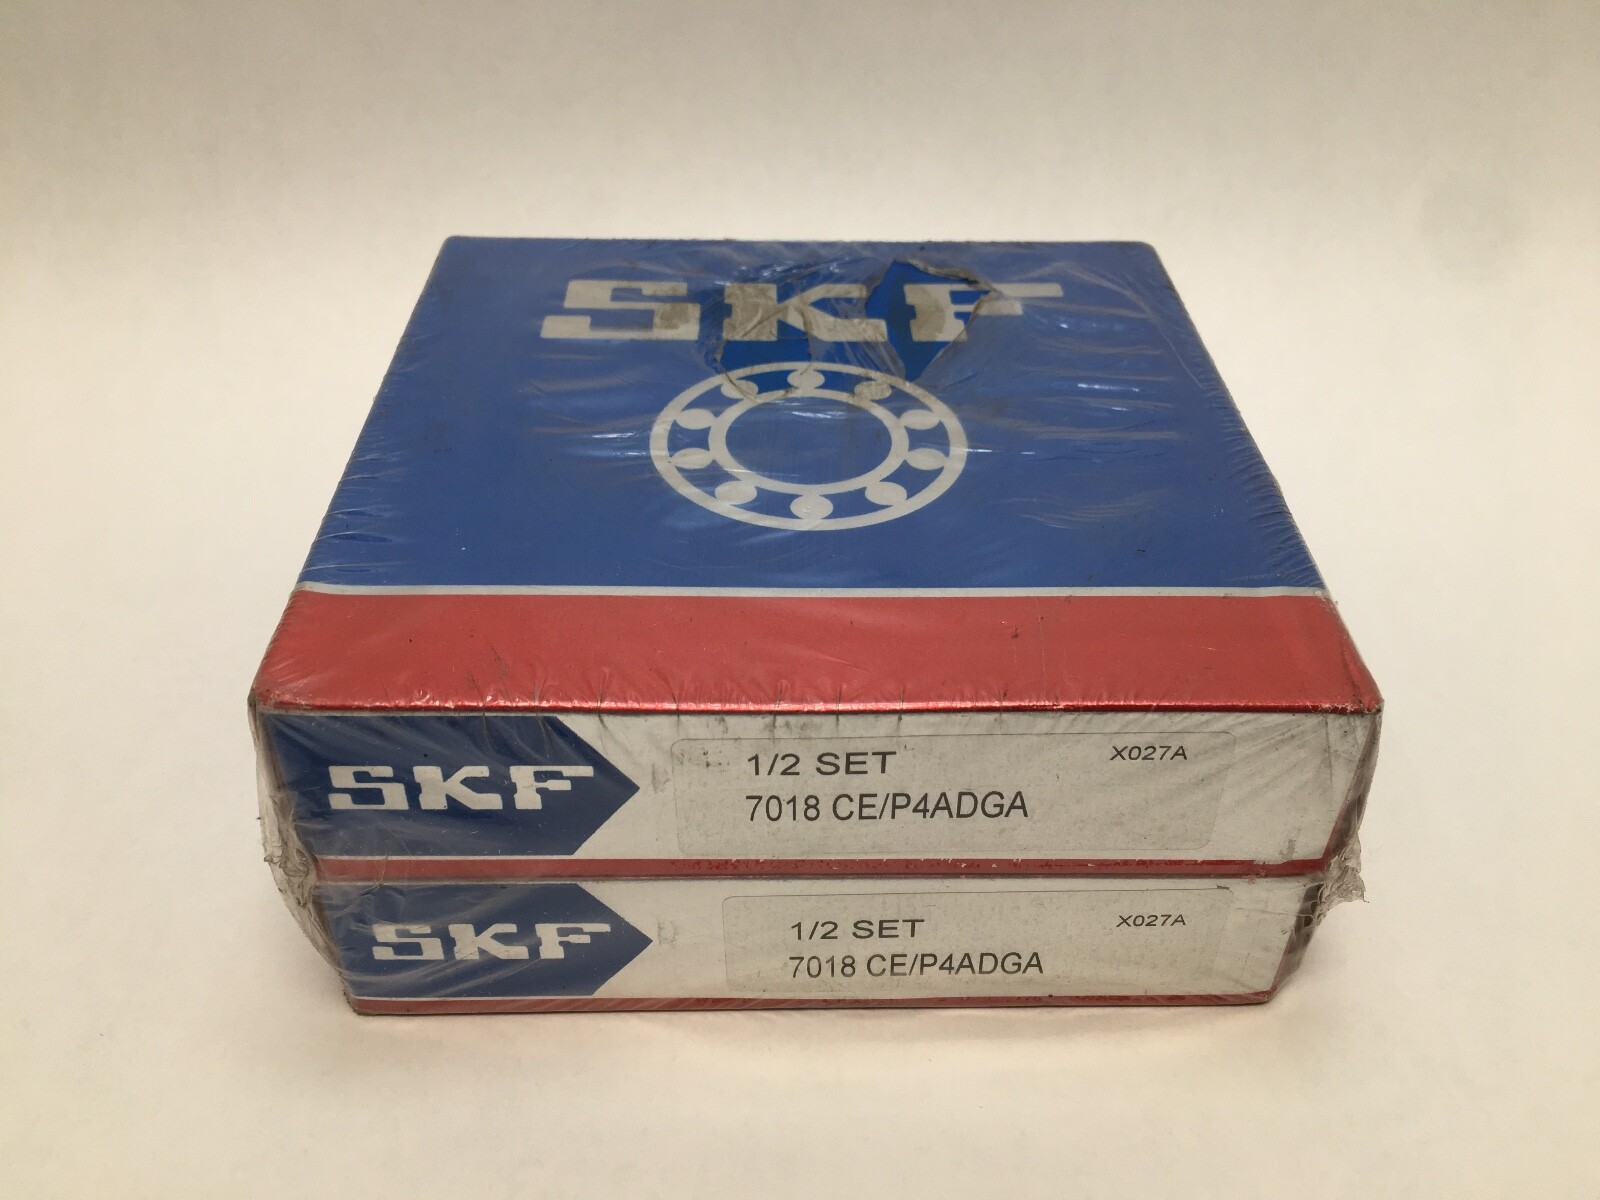 SKF
SKF
1/2 SET
X027A
7018 CE/P4ADGA
SKF
1/2 SET
X027A
7018 CE/P4ADGA